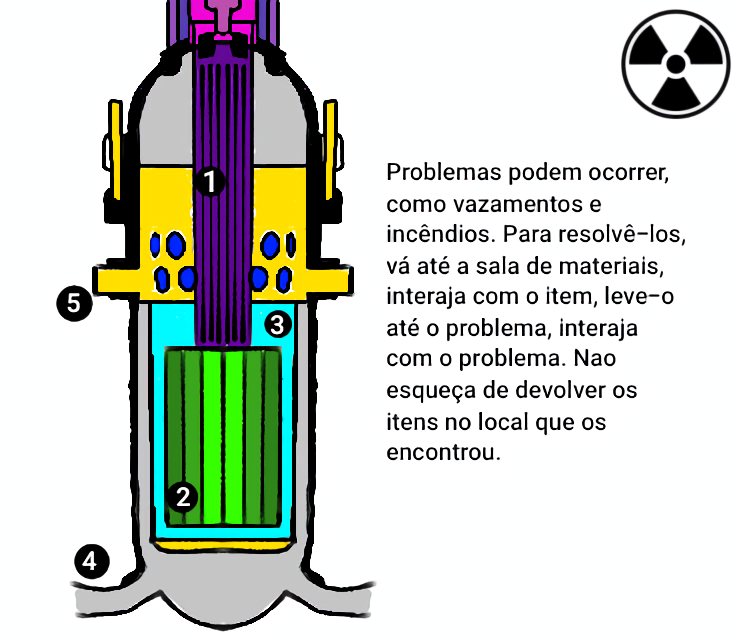 1
Problemas podem ocorrer,
como vazamentos e
incêndios. Para resolvê-los,
vá até a sala de materiais,
interaja com o item, leve-o
até o problema, interaja
com o problema. Nao
esqueça de devolver os
itens no local que os
encontrou.
5
3
2
4